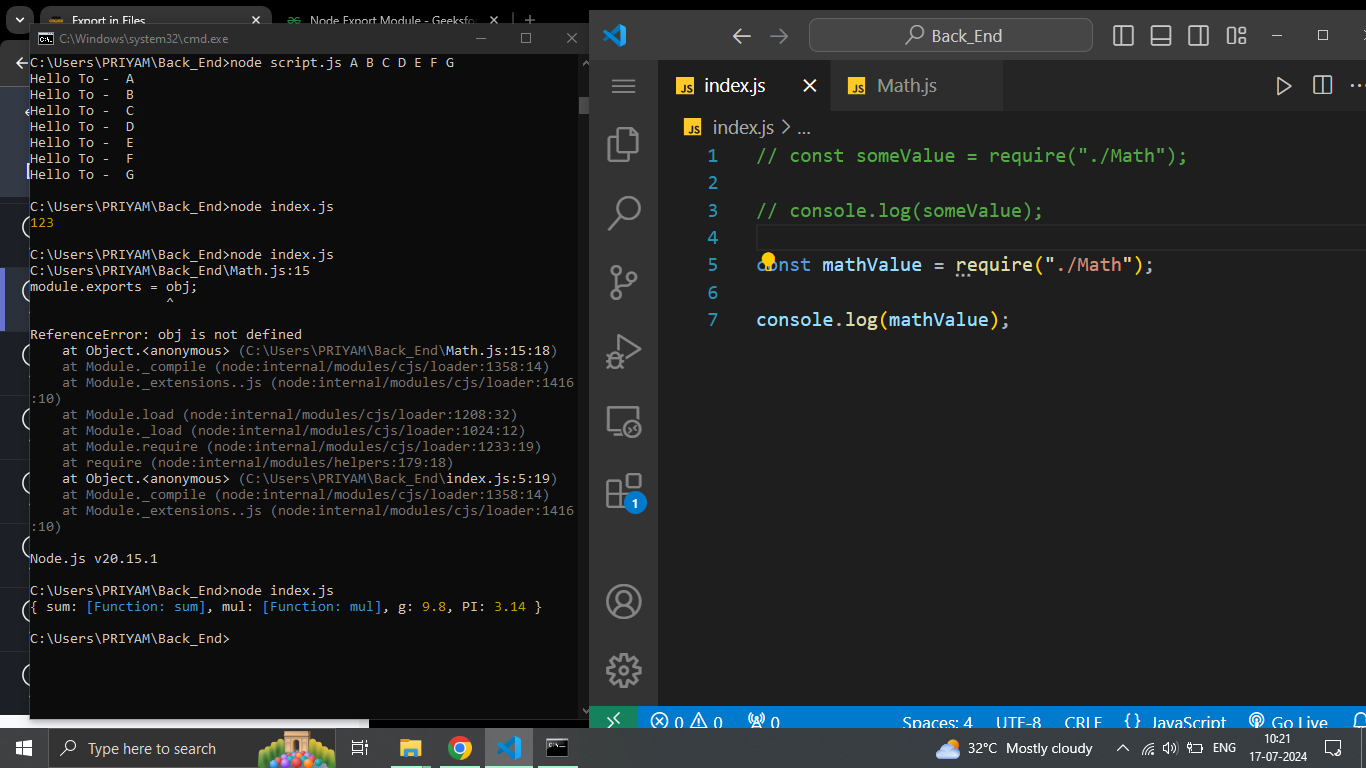 Export in Files
Node Export Module - Geeksfo
C:\Windows\system32\cmd.exe
C:\Users\PRIYAM\Back_End>node script.js A B C D E F G
Hello To -  A
Hello To -  B
Hello To -  C
Hello To -  D
Hello To -  E
Hello To -  F
Hello To -  G
C:\Users\PRIYAM\Back_End>node index.js
123
C:\Users\PRIYAM\Back_End>node index.js
C:\Users\PRIYAM\Back_End\Math.js:15
module.exports = obj;
^
ReferenceError: obj is not defined
    at Object.<anonymous> (C:\Users\PRIYAM\Back_End\Math.js:15:18)
    at Module._compile (node:internal/modules/cjs/loader:1358:14)
    at Module._extensions..js (node:internal/modules/cjs/loader:1416
:10)
    at Module.load (node:internal/modules/cjs/loader:1208:32)
    at Module._load (node:internal/modules/cjs/loader:1024:12)
    at Module.require (node:internal/modules/cjs/loader:1233:19)
    at require (node:internal/modules/helpers:179:18)
    at Object.<anonymous> (C:\Users\PRIYAM\Back_End\index.js:5:19)
    at Module._compile (node:internal/modules/cjs/loader:1358:14)
    at Module._extensions..js (node:internal/modules/cjs/loader:1416
:10)
Node.js v20.15.1
C:\Users\PRIYAM\Back_End>node index.js
{ sum: [Function: sum], mul: [Function: mul], g: 9.8, PI: 3.14 }
C:\Users\PRIYAM\Back_End>
Back_End
JS index.js
JS Math.js
JS index.js > ...
1 // const someValue = require("./Math");
2
3 // console.log(someValue);
4
5 const mathValue = require("./Math");
6
7 console.log(mathValue);
1
0 0 0 Spaces: 4 UTF-8 CRLF {} JavaScript Go Live
Type here to search
32°C Mostly cloudy
ENG
10:21
17-07-2024